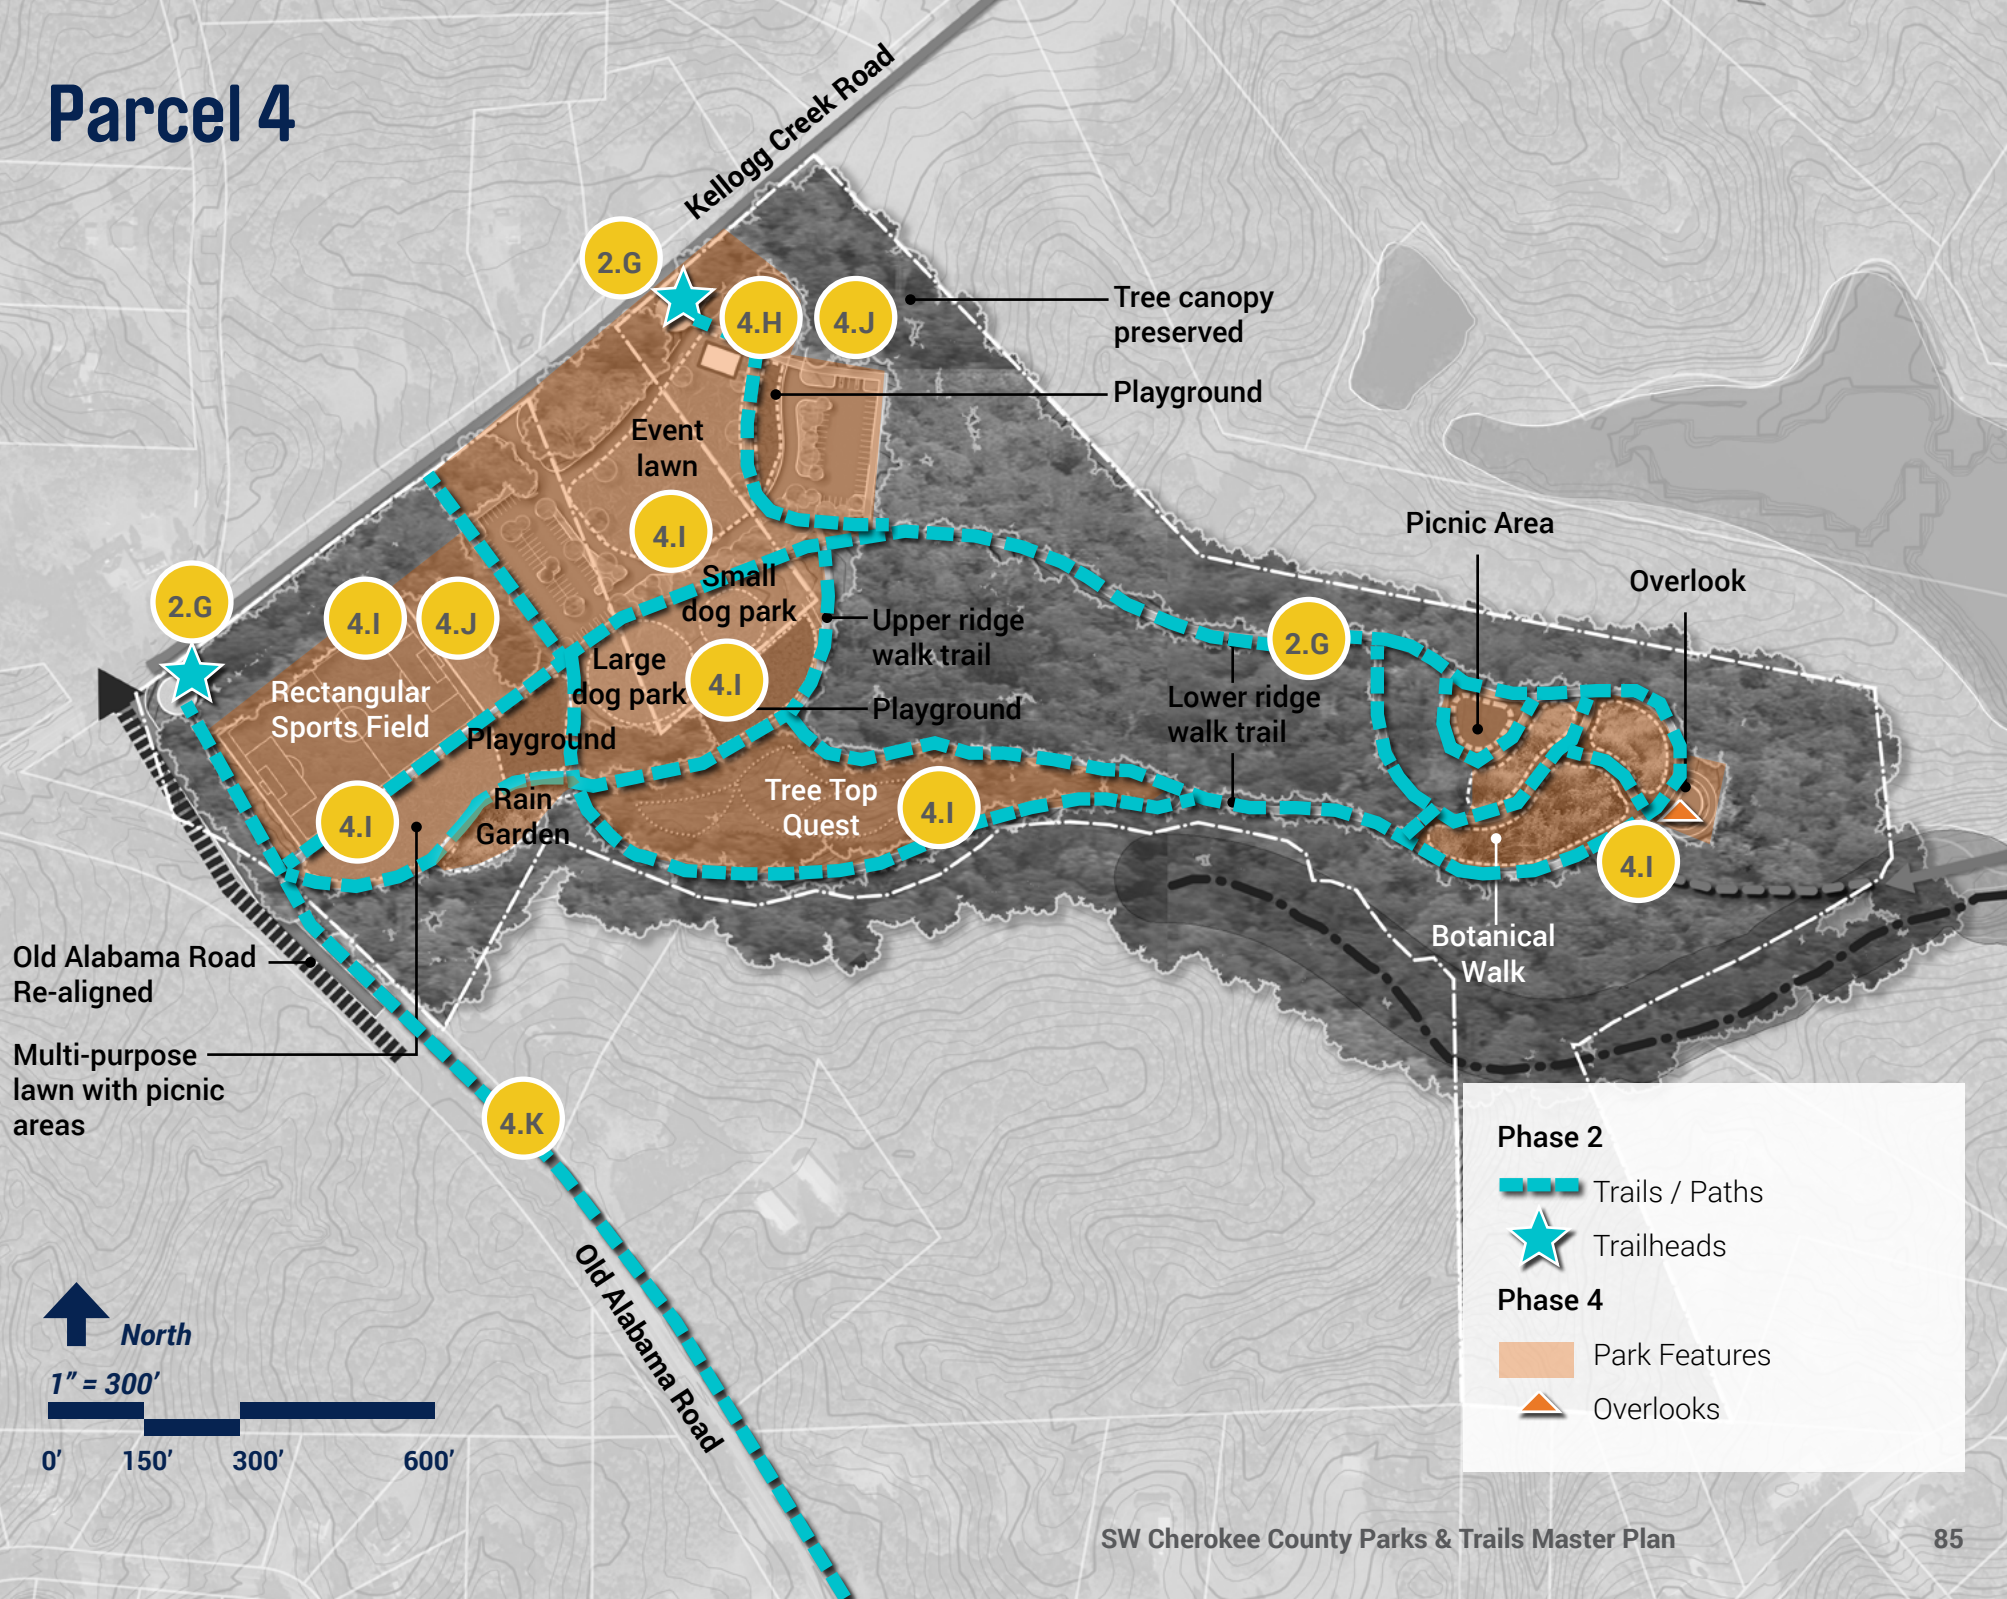 Parcel 4
Kellogg Creek Road
2.G
4.H
4.J
Tree canopy
preserved
Playground
Event
lawn
4.I
Picnic Area
Overlook
2.G
4.I
4.J
Small
dog park
Upper ridge
walk trail
2.G
Large
dog park
4.I
Rectangular
Sports Field
Playground
Lower ridge
walk trail
Playground
Tree Top
Quest
4.I
Rain
Garden
4.I
4.I
Botanical
Walk
Old Alabama Road
Re-aligned
Multi-purpose
lawn with picnic
areas
4.K
Old Alabama Road
Phase 2
Trails / Paths
Trailheads
Phase 4
Park Features
Overlooks
North
1” = 300’
0’ 150’ 300’ 600’
SW Cherokee County Parks & Trails Master Plan 85